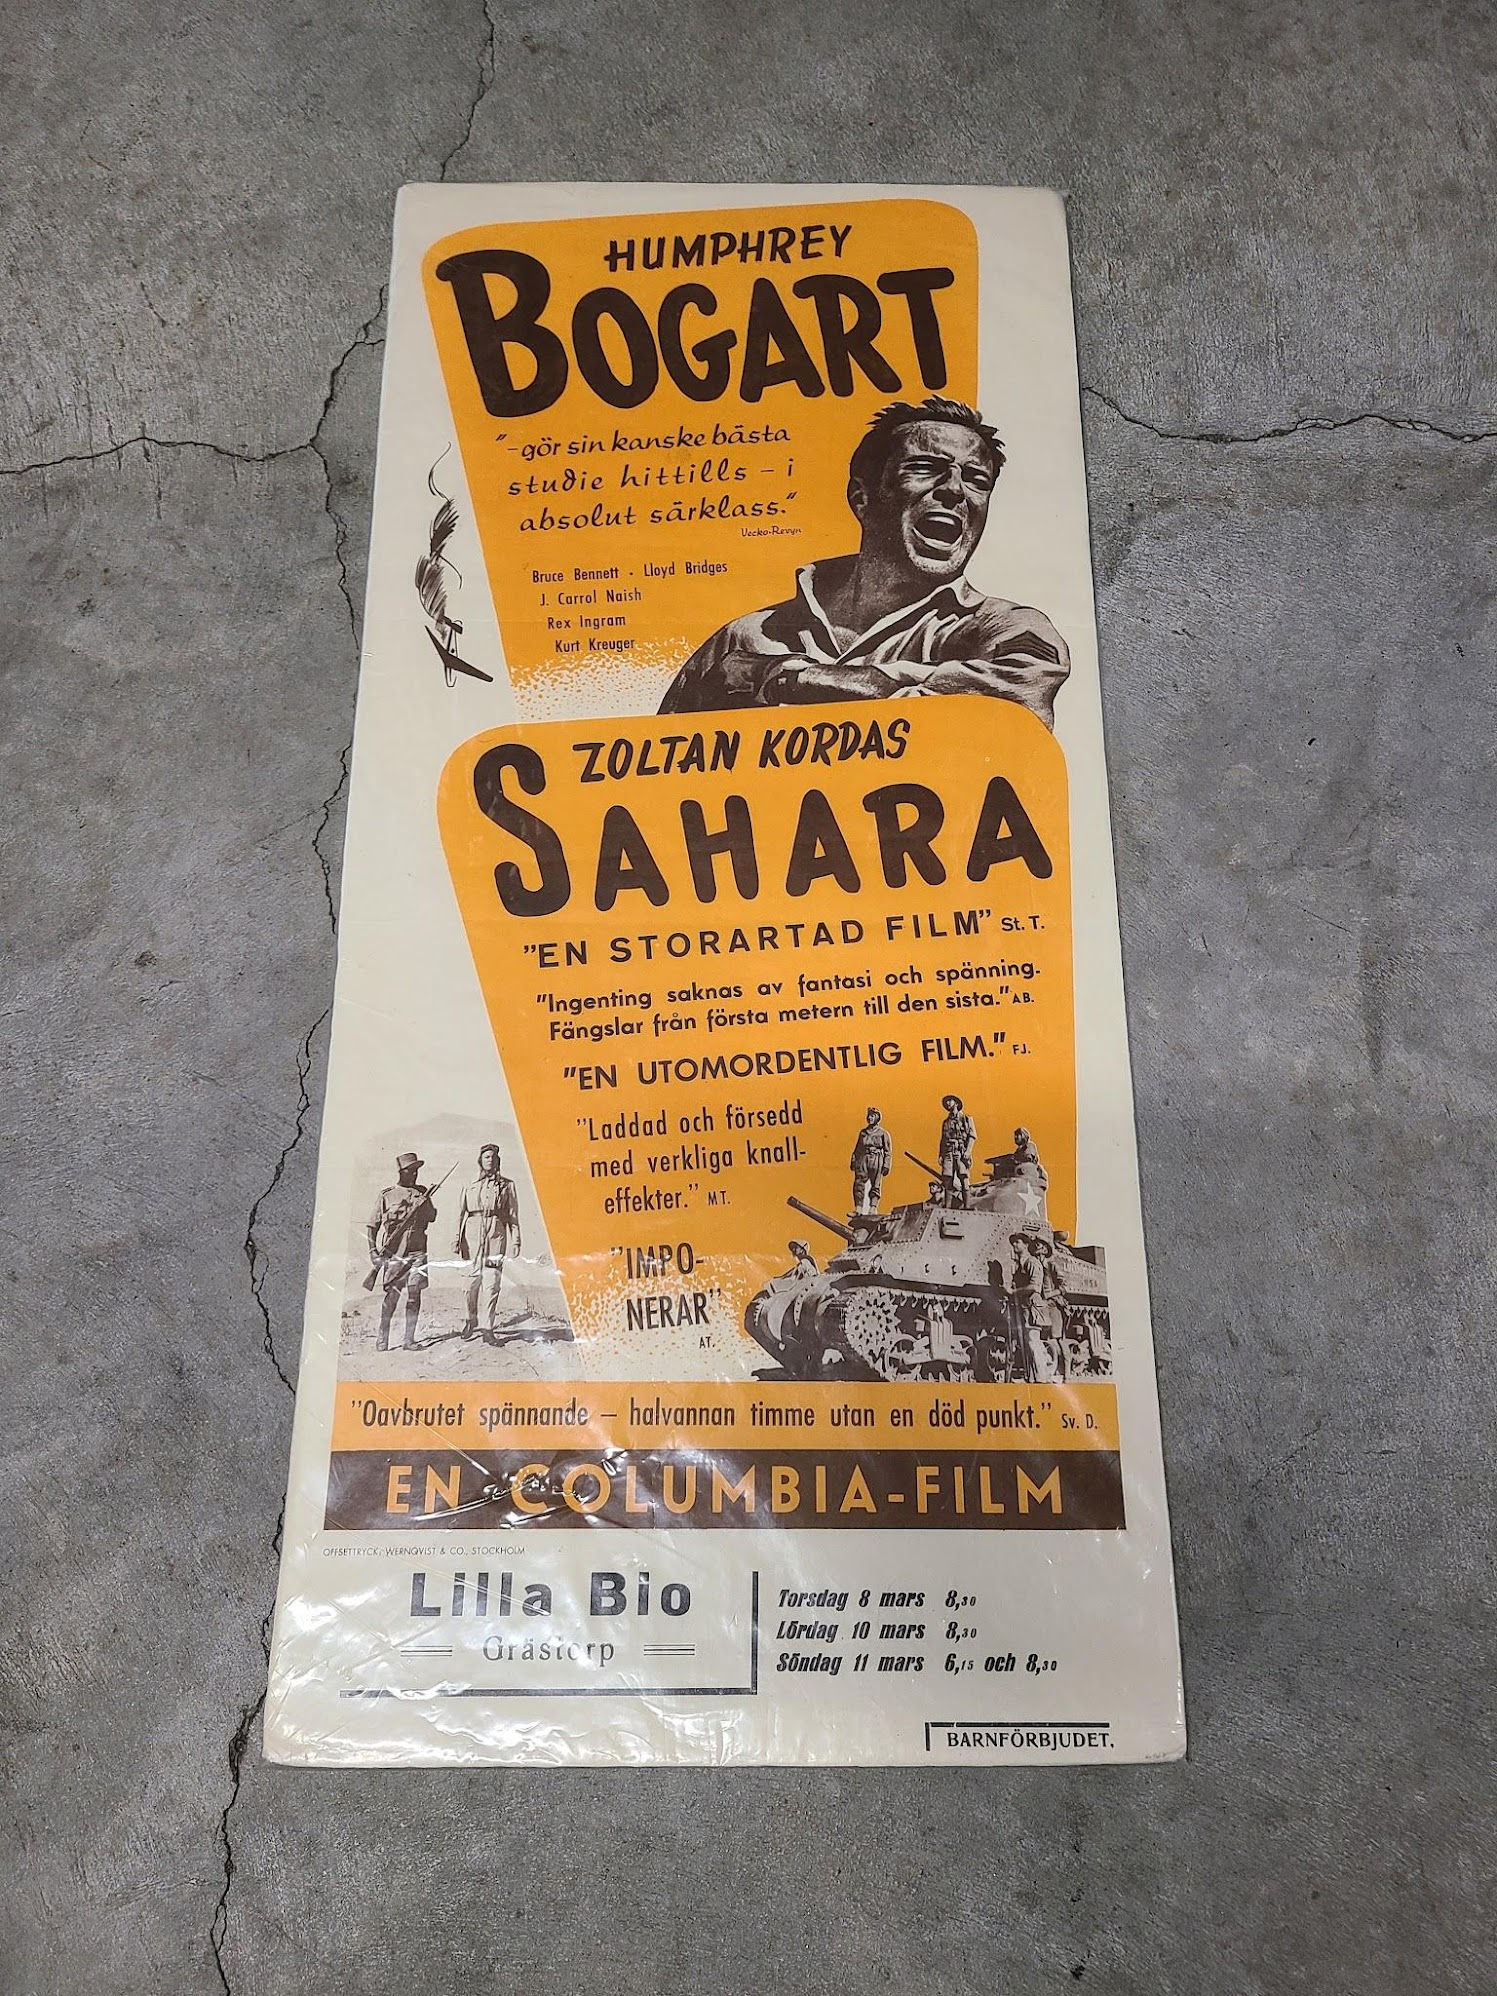 HUMPHREY
BOGART
"-gör sin kanske bästa
studie hittills - i
absolut särklass."
Vecko-Revyn
Bruce Bennett . Lloyd Bridges
J. Carrol Naish
Rex Ingram
Kurt Kreuger
ZOLTAN KORDAS
SAHARA
"EN STORARTAD FILM" St. T.
"Ingenting saknas av fantasi och spänning.
Fängslar från första metern till den sista." AB.
"EN UTOMORDENTLIG FILM." FJ.
"Laddad och försedd
med verkliga knall-
effekter." MT.
"IMPO-
NERAR"
AT.
"Oavbrutet spännande – halvannan timme utan en död punkt." Sv. D.
EN COLUMBIA-FILM
OFFSETTRYCK: WERNQVIST & CO., STOCKHOLM
Lilla Bio
Grästorp
Torsdag 8 mars 8,30
Lördag 10 mars 8,30
Söndag 11 mars 6,15 och 8,30
BARNFÖRBJUDET.